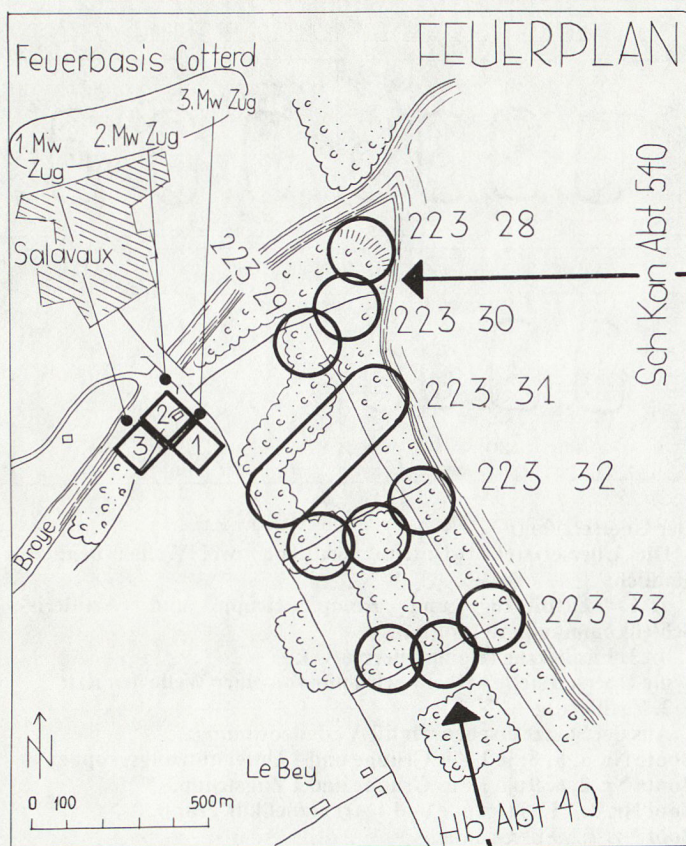 FEUERPLAN
Feuerbasis Cotterd
3. Mw Zug
2. Mw Zug
1. Mw
Zug
Salavaux
223 29
223 28
Sch Kan Abt 540
223 30
223 31
2
3
1
223 32
Broye
223 33
N
Le Bey
0 100 500 m
Hb Abt 40